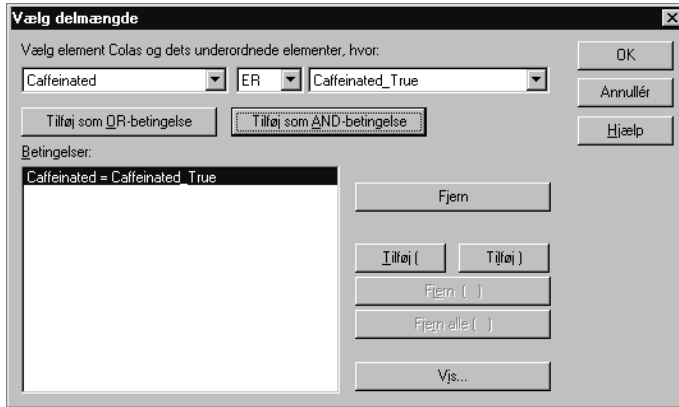 Vælg delmængde
Vælg element Colas og dets underordnede elementer, hvor:
Caffeinated ER Caffeinated_True
OK
Annullér
Hjælp
Tilføj som OR-betingelse Tilføj som AND-betingelse
Betingelser:
Caffeinated = Caffeinated_True
Fjern
Tilføj ( Tilføj )
Fjern ( )
Fjern alle ( )
Vis...